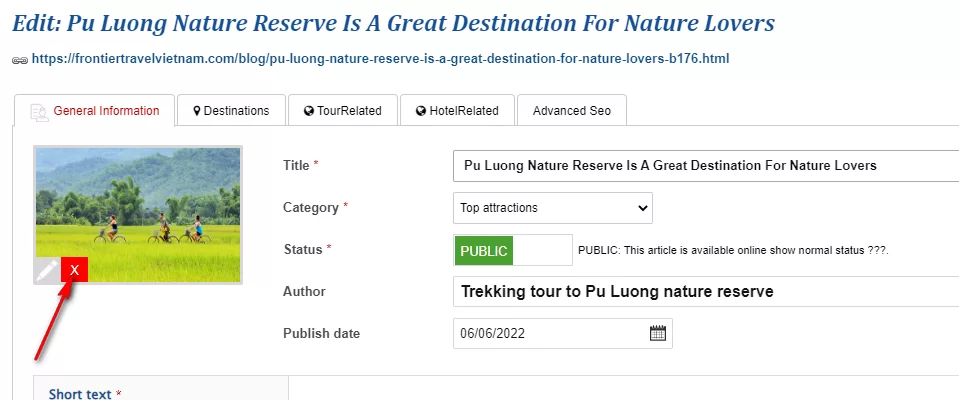 Edit: Pu Luong Nature Reserve Is A Great Destination For Nature Lovers
https://frontiertravelvietnam.com/blog/pu-luong-nature-reserve-is-a-great-destination-for-nature-lovers-b176.html
General Information
Destinations
TourRelated
HotelRelated
Advanced Seo
Title * Pu Luong Nature Reserve Is A Great Destination For Nature Lovers
Category * Top attractions
Status * PUBLIC PUBLIC: This article is available online show normal status ???.
X
Author Trekking tour to Pu Luong nature reserve
Publish date 06/06/2022
Short text *